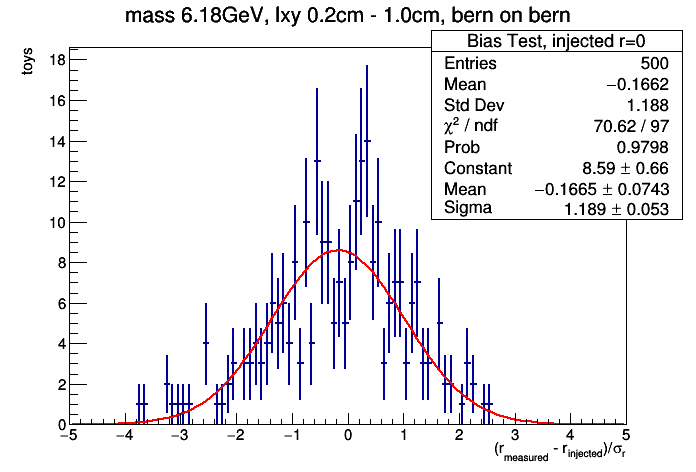 mass 6.18GeV, lxy 0.2cm - 1.0cm, bern on bern
Bias Test, injected r=0
Entries 500
Mean −0.1662
Std Dev 1.188
χ² / ndf 70.62 / 97
Prob 0.9798
Constant 8.59 ± 0.66
Mean −0.1665 ± 0.0743
Sigma 1.189 ± 0.053
toys
18
16
14
12
10
8
6
4
2
0
−5 −4 −3 −2 −1 0 1 2 3 4 5
(r_measured - r_injected)/σ_r